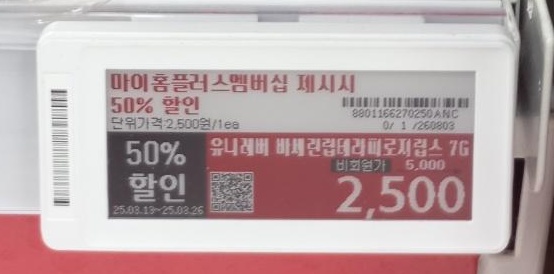 마이홈플러스멤버십 제시시
50% 할인
단위가격:2,500원/1ea
8801166270250ANC
0/ 1 /260803
50%
할인
25.03.13~25.03.26
유니레버 바세린립테라피로지립스 7G
비회원가 5,000
2,500